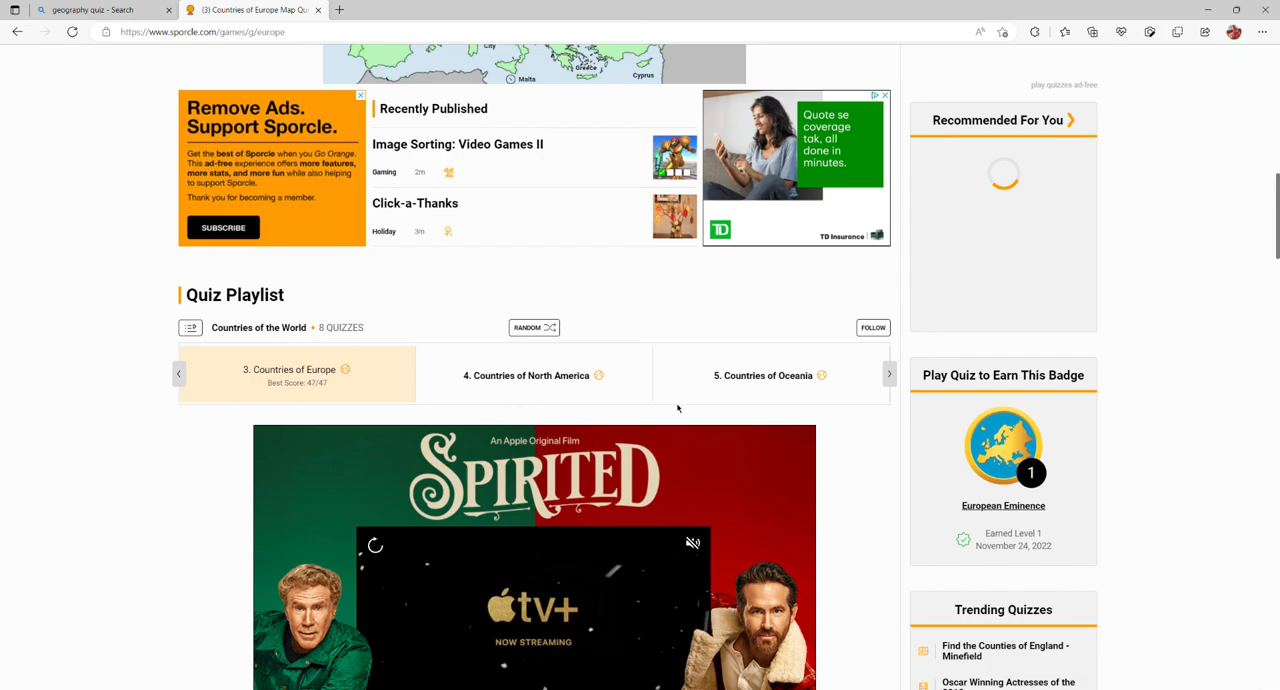 geography quiz - Search
(3) Countries of Europe Map Qu
https://www.sporcle.com/games/g/europe
City
Greece
Malta
Cyprus
play quizzes ad-free
Remove Ads.
Support Sporcle.
Get the best of Sporcle when you Go Orange.
This ad-free experience offers more features,
more stats, and more fun while also helping
to support Sporcle.
Thank you for becoming a member.
SUBSCRIBE
Recently Published
Image Sorting: Video Games II
Gaming 2m
Click-a-Thanks
Holiday 3m
Quote se
coverage
tak, all
done in
minutes.
TD
TD Insurance
Recommended For You
Quiz Playlist
Countries of the World • 8 QUIZZES
RANDOM
FOLLOW
3. Countries of Europe
Best Score: 47/47
4. Countries of North America
5. Countries of Oceania
Play Quiz to Earn This Badge
1
European Eminence
Earned Level 1
November 24, 2022
An Apple Original Film
SPIRITED
tv+
NOW STREAMING
Trending Quizzes
Find the Counties of England -
Minefield
Oscar Winning Actresses of the